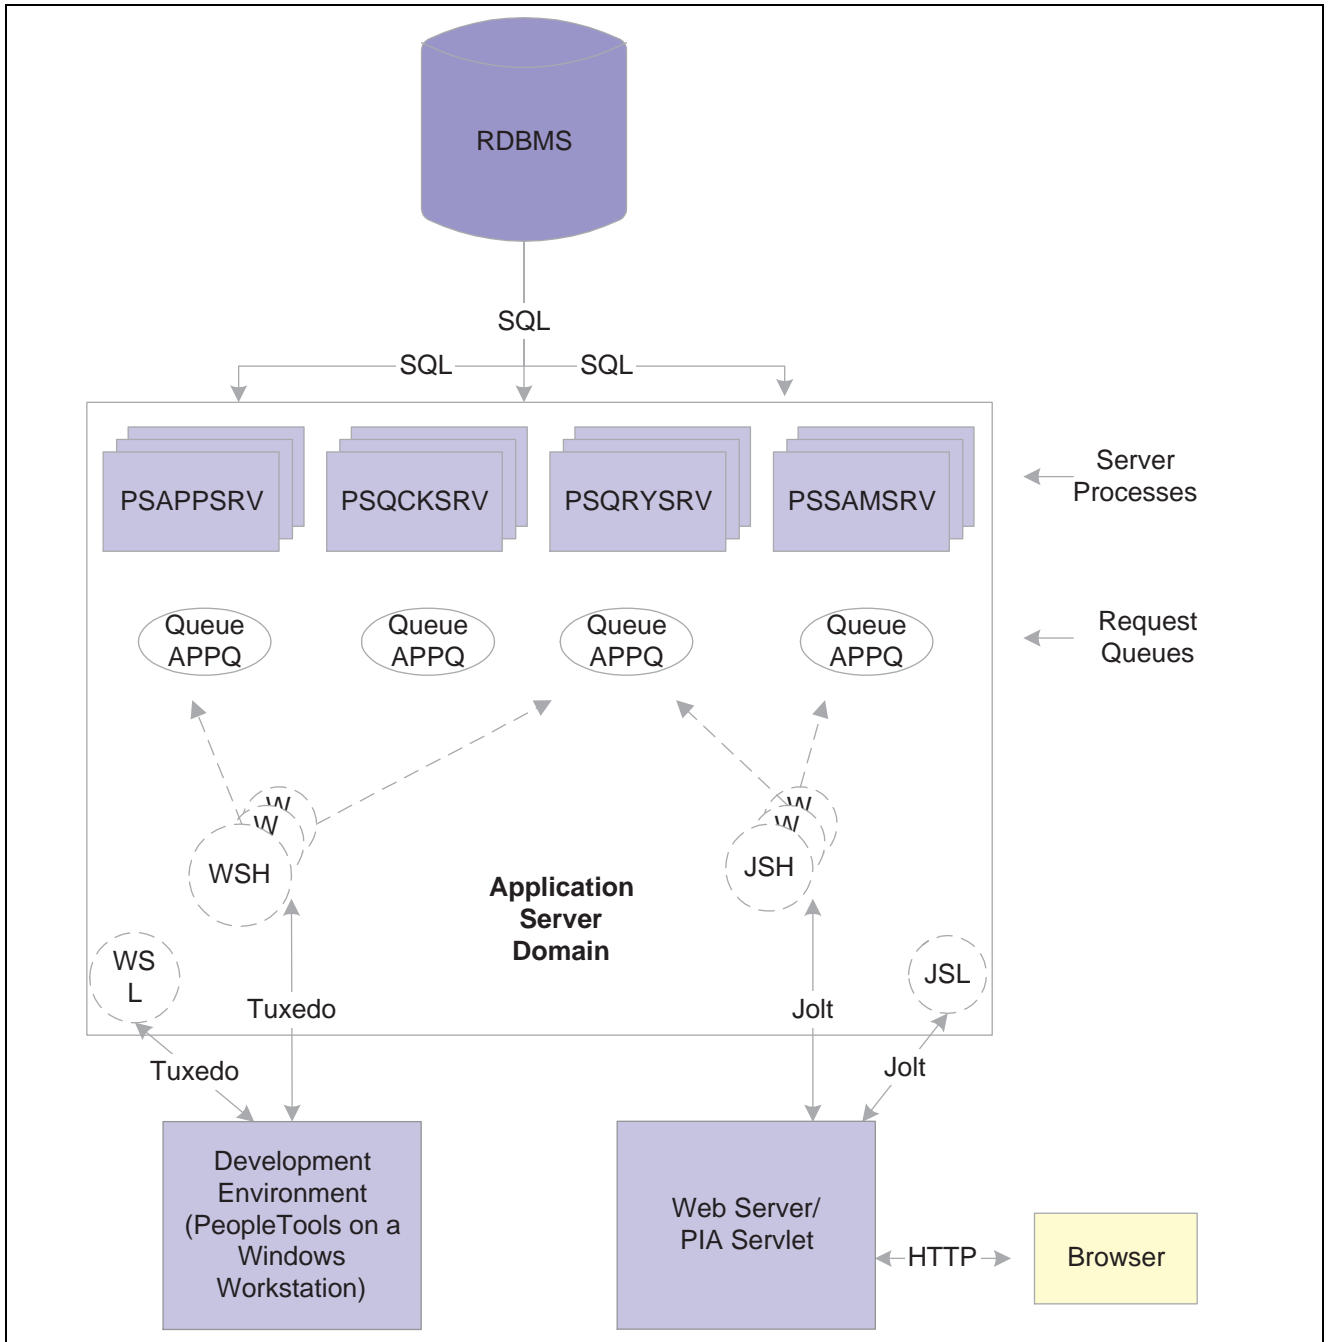 RDBMS
SQL
SQL
SQL
PSAPPSRV
PSQCKSRV
PSQRYSRV
PSSAMSRV
Server
Processes
Queue
APPQ
Queue
APPQ
Queue
APPQ
Queue
APPQ
Request
Queues
W
W
WSH
W
W
JSH
Application
Server
Domain
WS
L
JSL
Tuxedo
Jolt
Tuxedo
Jolt
Development
Environment
(PeopleTools on a
Windows
Workstation)
Web Server/
PIA Servlet
HTTP
Browser